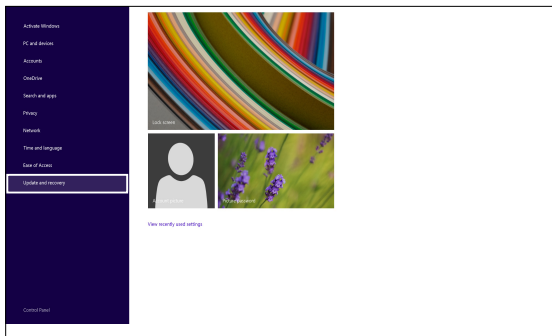 Activate Windows
PC and devices
Accounts
OneDrive
Search and apps
Privacy
Network
Time and language
Ease of Access
Update and recovery
Control Panel
Lock screen
Account picture
Picture password
View recently used settings